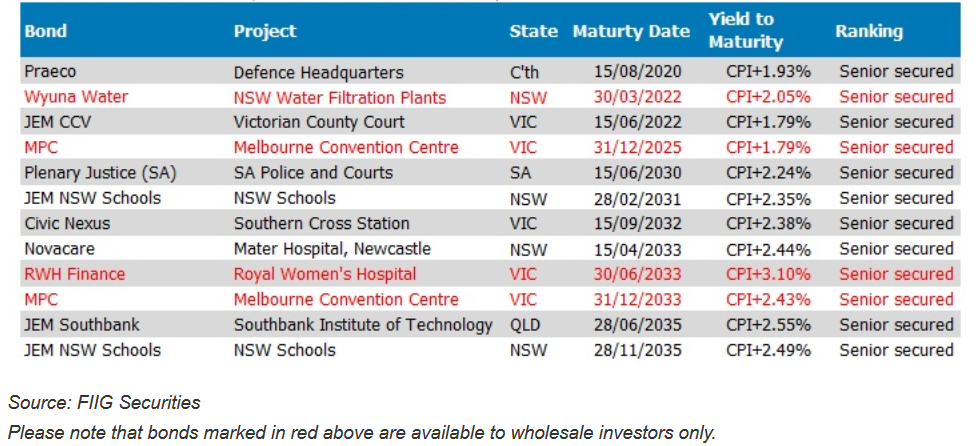 Bond Project State Maturty Date Yield to Maturity Ranking
Praeco Defence Headquarters C'th 15/08/2020 CPI+1.93% Senior secured
Wyuna Water NSW Water Filtration Plants NSW 30/03/2022 CPI+2.05% Senior secured
JEM CCV Victorian County Court VIC 15/06/2022 CPI+1.79% Senior secured
MPC Melbourne Convention Centre VIC 31/12/2025 CPI+1.79% Senior secured
Plenary Justice (SA) SA Police and Courts SA 15/06/2030 CPI+2.24% Senior secured
JEM NSW Schools NSW Schools NSW 28/02/2031 CPI+2.35% Senior secured
Civic Nexus Southern Cross Station VIC 15/09/2032 CPI+2.38% Senior secured
Novacare Mater Hospital, Newcastle NSW 15/04/2033 CPI+2.44% Senior secured
RWH Finance Royal Women's Hospital VIC 30/06/2033 CPI+3.10% Senior secured
MPC Melbourne Convention Centre VIC 31/12/2033 CPI+2.43% Senior secured
JEM Southbank Southbank Institute of Technology QLD 28/06/2035 CPI+2.55% Senior secured
JEM NSW Schools NSW Schools NSW 28/11/2035 CPI+2.49% Senior secured
Source: FIIG Securities
Please note that bonds marked in red above are available to wholesale investors only.